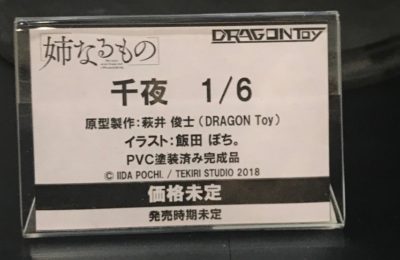 姉なるもの
DRAGON Toy
千夜 1/6
原型製作：萩井 俊士（DRAGON Toy）
イラスト：飯田 ぽち。
PVC塗装済み完成品
© IIDA POCHI. / TEKIRI STUDIO 2018
価格未定
発売時期未定